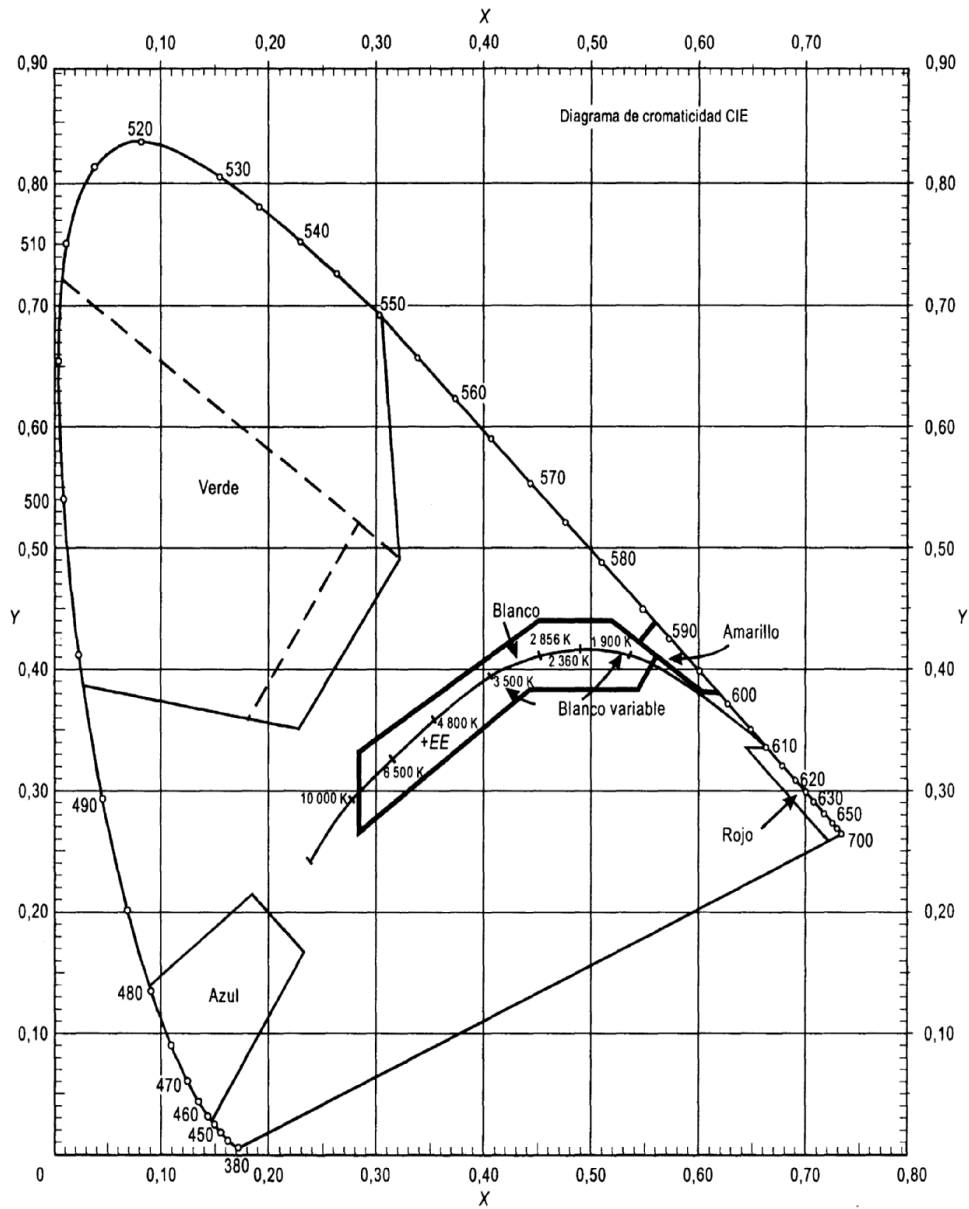 X
0,10 0,20 0,30 0,40 0,50 0,60 0,70
0,90 0,90
Diagrama de cromaticidad CIE
520
530
0,80 0,80
540
510
550
0,70 0,70
560
0,60 0,60
570
Verde
500
0,50 0,50
580
Blanco
590
Y Y
2 856 K 1 900 K Amarillo
2 360 K
0,40 0,40
3 500 K
600
Blanco variable
4 800 K
+EE
610
6 500 K
620
10 000 K
0,30 0,30
490
630
650
Rojo
700
0,20 0,20
480
Azul
0,10 0,10
470
460
450
380
0 0,10 0,20 0,30 0,40 0,50 0,60 0,70 0,80
X